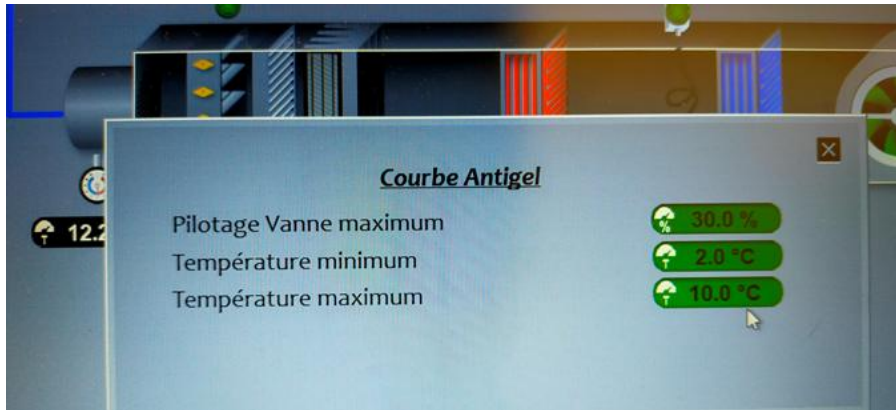 Courbe Antigel
Pilotage Vanne maximum 30.0 %
Température minimum 2.0 °C
Température maximum 10.0 °C
12.2